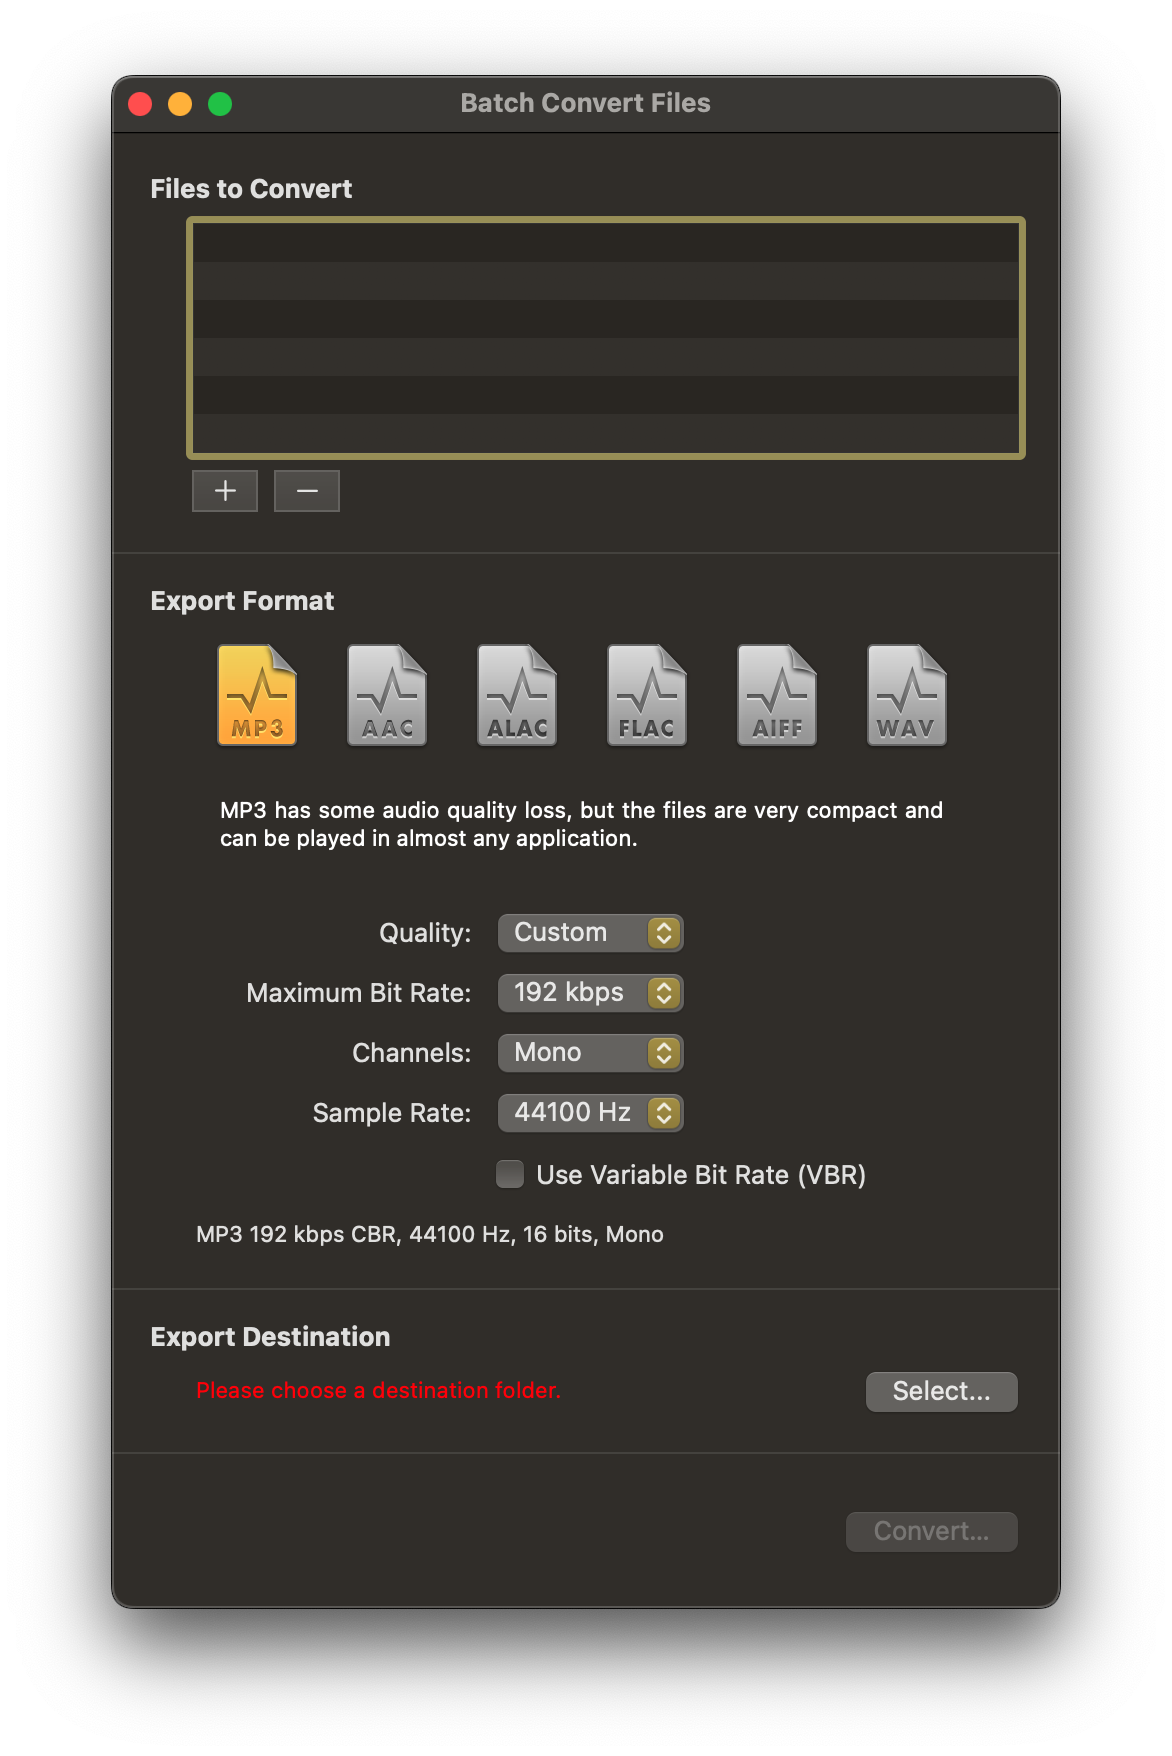 Batch Convert Files
Files to Convert
Export Format
MP3
AAC
ALAC
FLAC
AIFF
WAV
MP3 has some audio quality loss, but the files are very compact and
can be played in almost any application.
Quality: Custom
Maximum Bit Rate: 192 kbps
Channels: Mono
Sample Rate: 44100 Hz
Use Variable Bit Rate (VBR)
MP3 192 kbps CBR, 44100 Hz, 16 bits, Mono
Export Destination
Please choose a destination folder.
Select...
Convert...